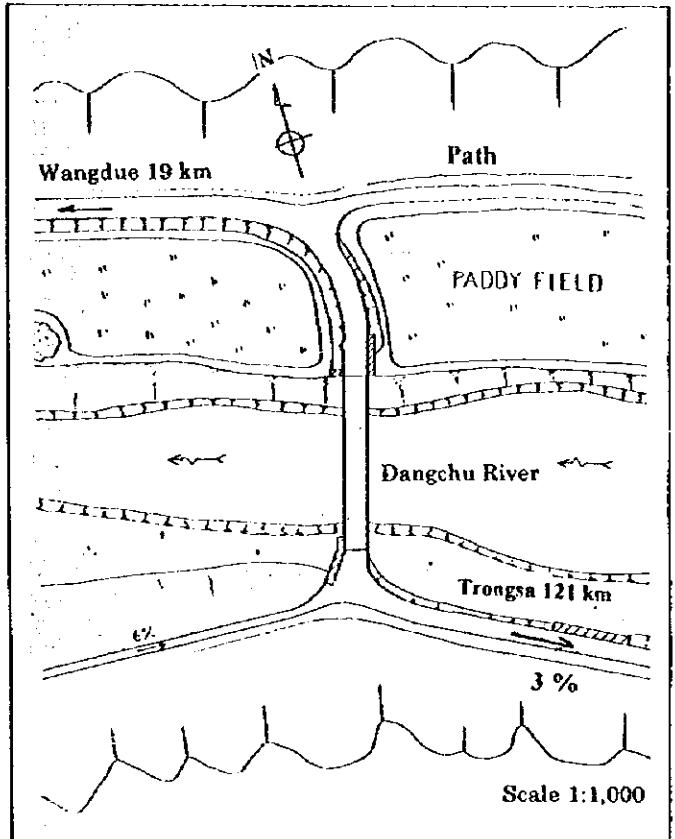 N
Wangdue 19 km
Path
PADDY FIELD
Dangchu River
Trongsa 121 km
6%
3 %
Scale 1:1,000